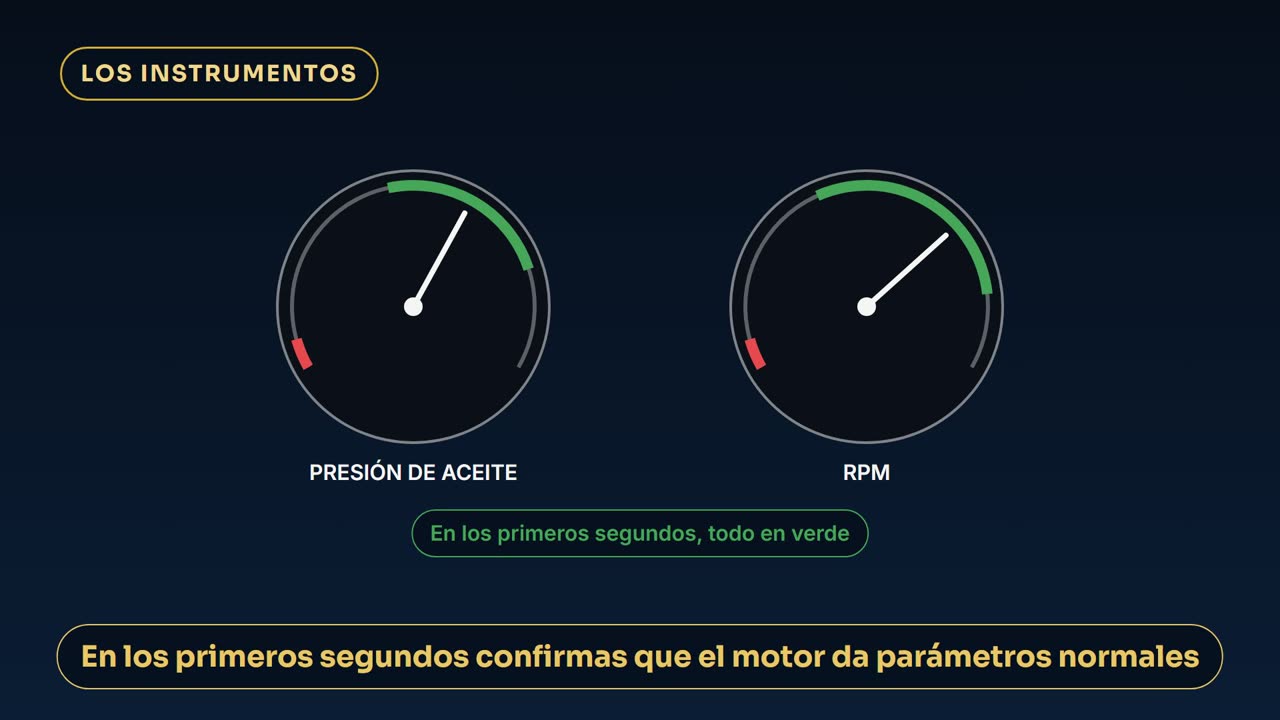 LOS INSTRUMENTOS
PRESIÓN DE ACEITE
RPM
En los primeros segundos, todo en verde
En los primeros segundos confirmas que el motor da parámetros normales